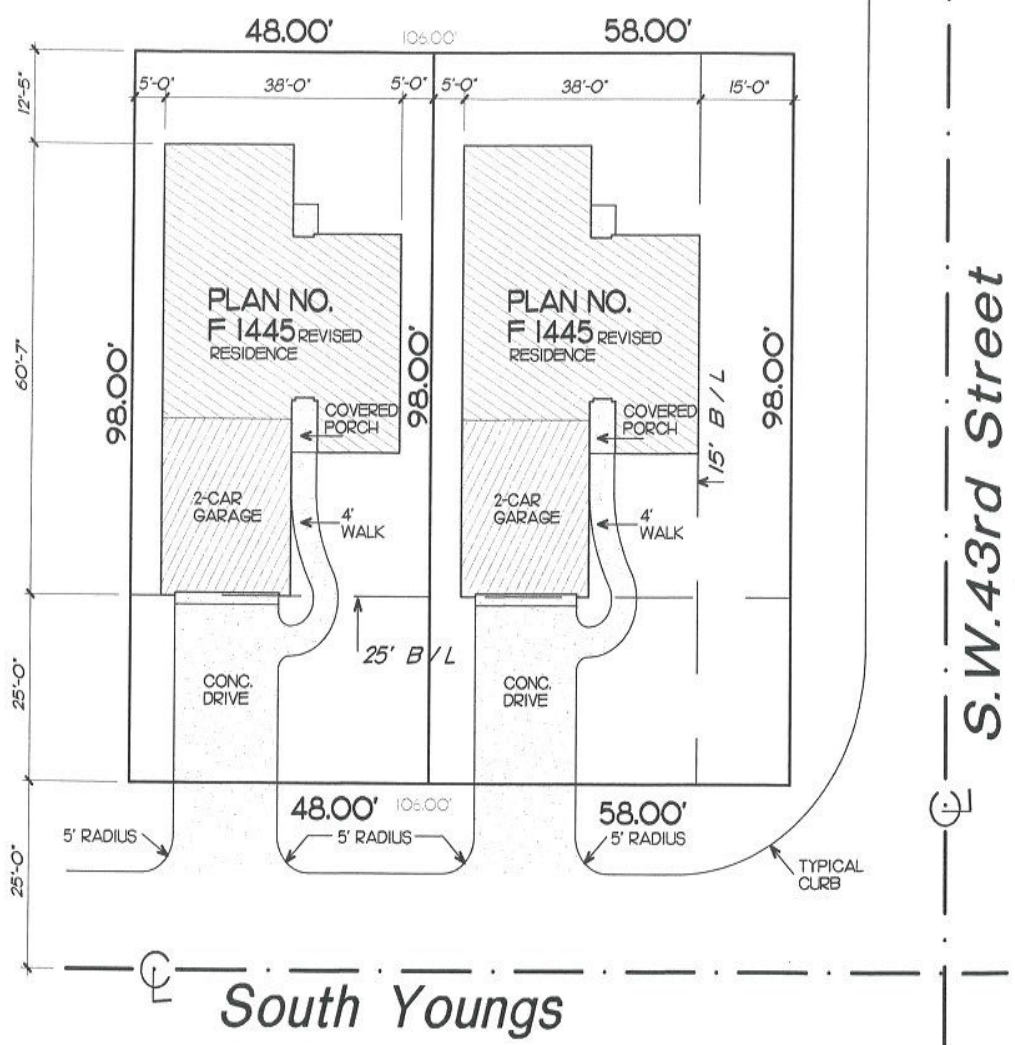 48.00' 106.00' 58.00'
5'-0" 38'-0" 5'-0" 5'-0" 38'-0" 15'-0"
12'-5"
60'-7"
25'-0"
25'-0"
98.00'
PLAN NO.
F 1445 REVISED
RESIDENCE
98.00'
PLAN NO.
F 1445 REVISED
RESIDENCE
98.00'
COVERED
PORCH
COVERED
PORCH
15' B / L
2-CAR
GARAGE
4'
WALK
2-CAR
GARAGE
4'
WALK
25' B / L
CONC.
DRIVE
CONC.
DRIVE
48.00' 106.00' 58.00'
5' RADIUS
5' RADIUS
5' RADIUS
TYPICAL
CURB
CL
South Youngs
S.W.43rd Street
CL